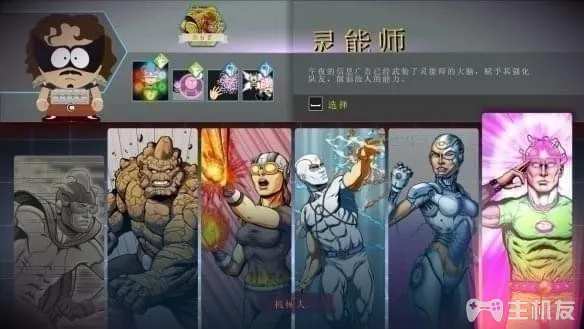 灵能师
午夜的信息广告已经武装了灵能师的大脑，赋予其强化
队友，削弱敌人的能力。
选择
机械人
主机友